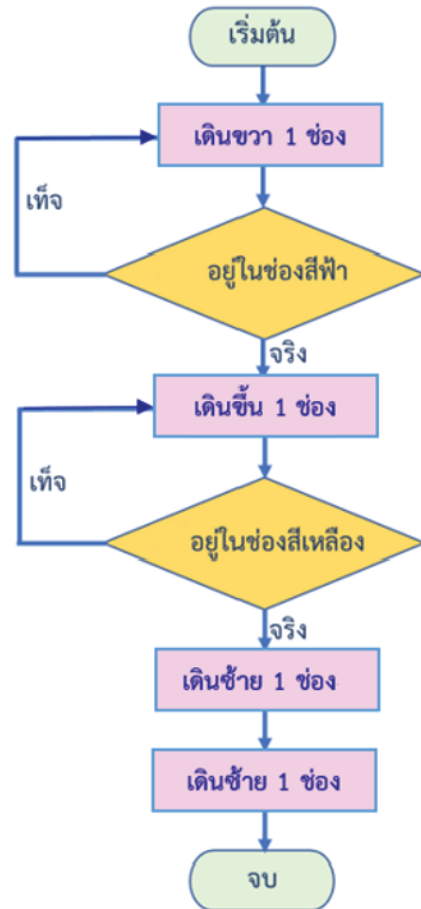 เริ่มต้น
เดินขวา 1 ช่อง
เท็จ
อยู่ในช่องสีฟ้า
จริง
เดินขึ้น 1 ช่อง
เท็จ
อยู่ในช่องสีเหลือง
จริง
เดินซ้าย 1 ช่อง
เดินซ้าย 1 ช่อง
จบ